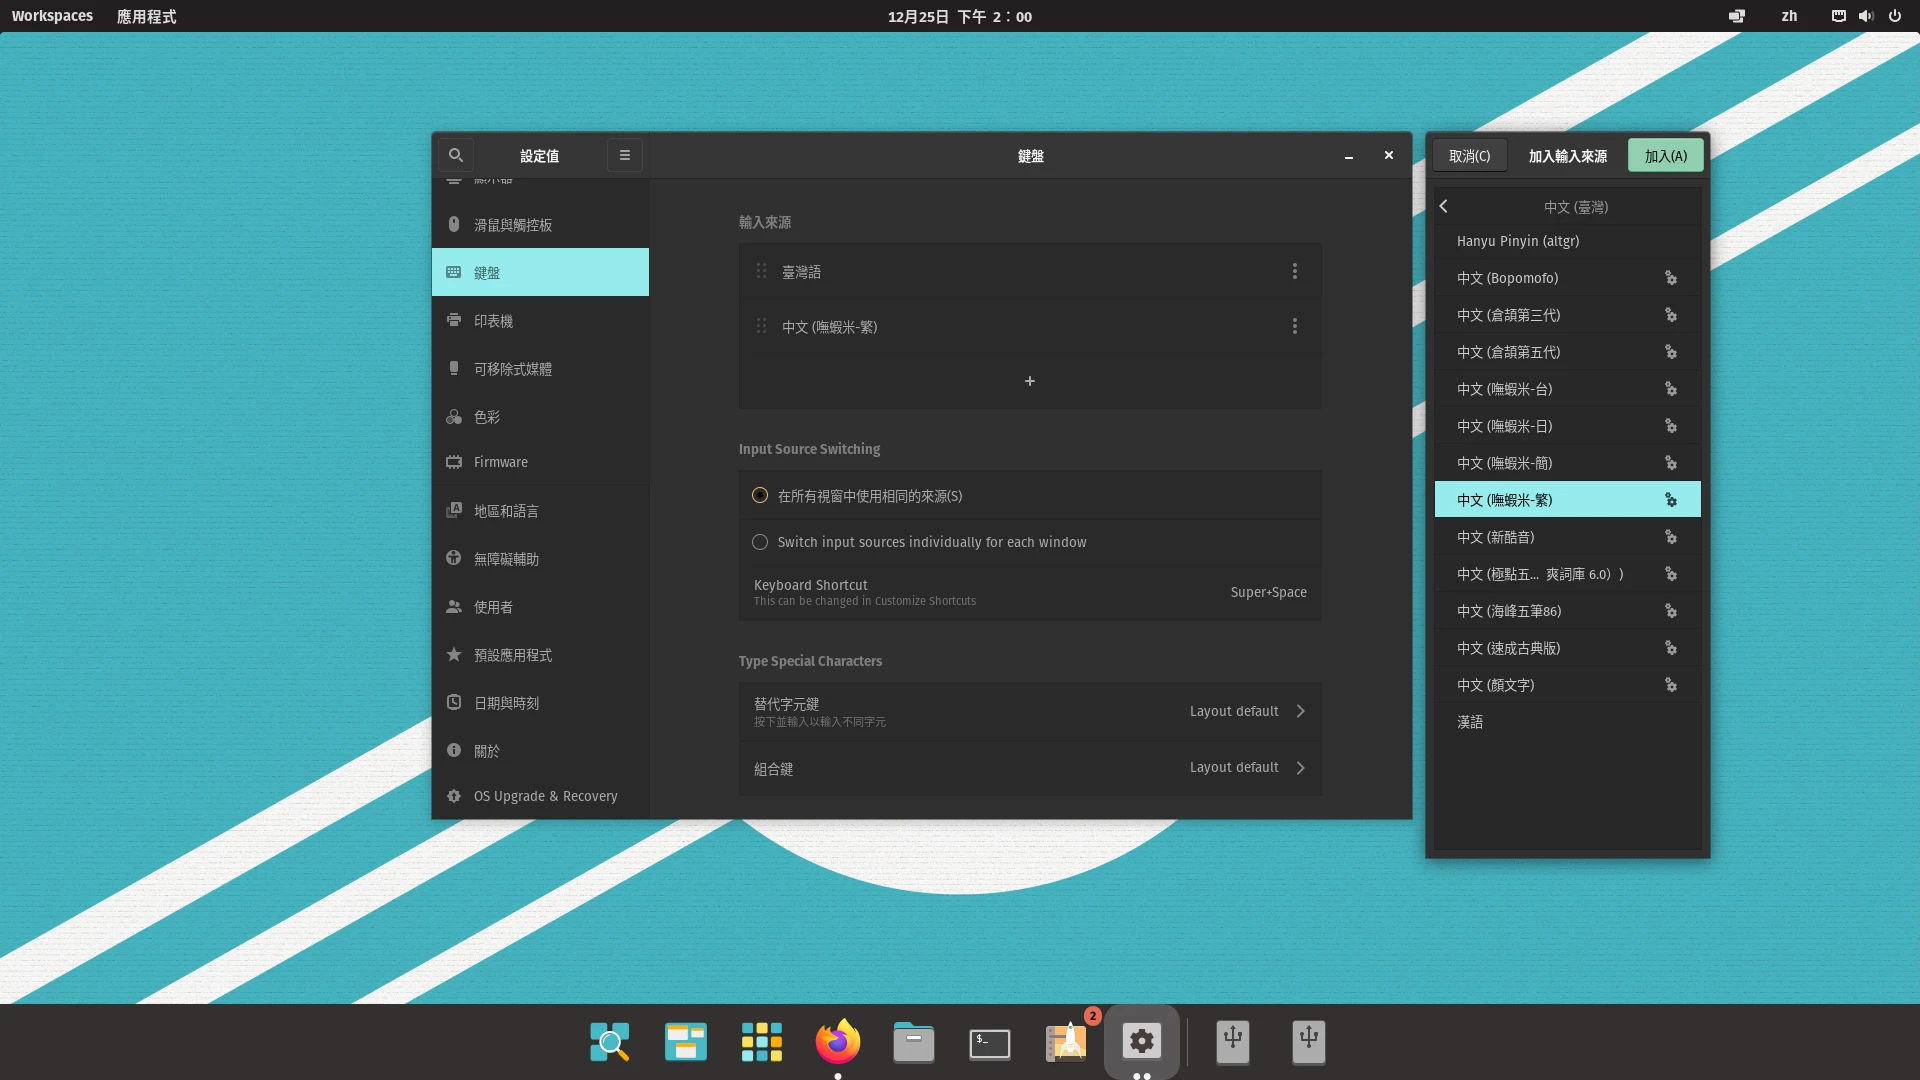 Workspaces 應用程式 12月25日 下午 2：00 zh
設定值
滑鼠與觸控板
鍵盤
印表機
可移除式媒體
色彩
Firmware
地區和語言
無障礙輔助
使用者
預設應用程式
日期與時刻
關於
OS Upgrade & Recovery
鍵盤
輸入來源
臺灣語
中文 (嘸蝦米-繁)
+
Input Source Switching
在所有視窗中使用相同的來源(S)
Switch input sources individually for each window
Keyboard Shortcut
This can be changed in Customize Shortcuts
Super+Space
Type Special Characters
替代字元鍵
按下並輸入以輸入不同字元
Layout default
組合鍵
Layout default
取消(C) 加入輸入來源 加入(A)
中文 (臺灣)
Hanyu Pinyin (altgr)
中文 (Bopomofo)
中文 (倉頡第三代)
中文 (倉頡第五代)
中文 (嘸蝦米-台)
中文 (嘸蝦米-日)
中文 (嘸蝦米-簡)
中文 (嘸蝦米-繁)
中文 (新酷音)
中文 (極點五... 爽詞庫 6.0）)
中文 (海峰五筆86)
中文 (速成古典版)
中文 (顏文字)
漢語
$_
2